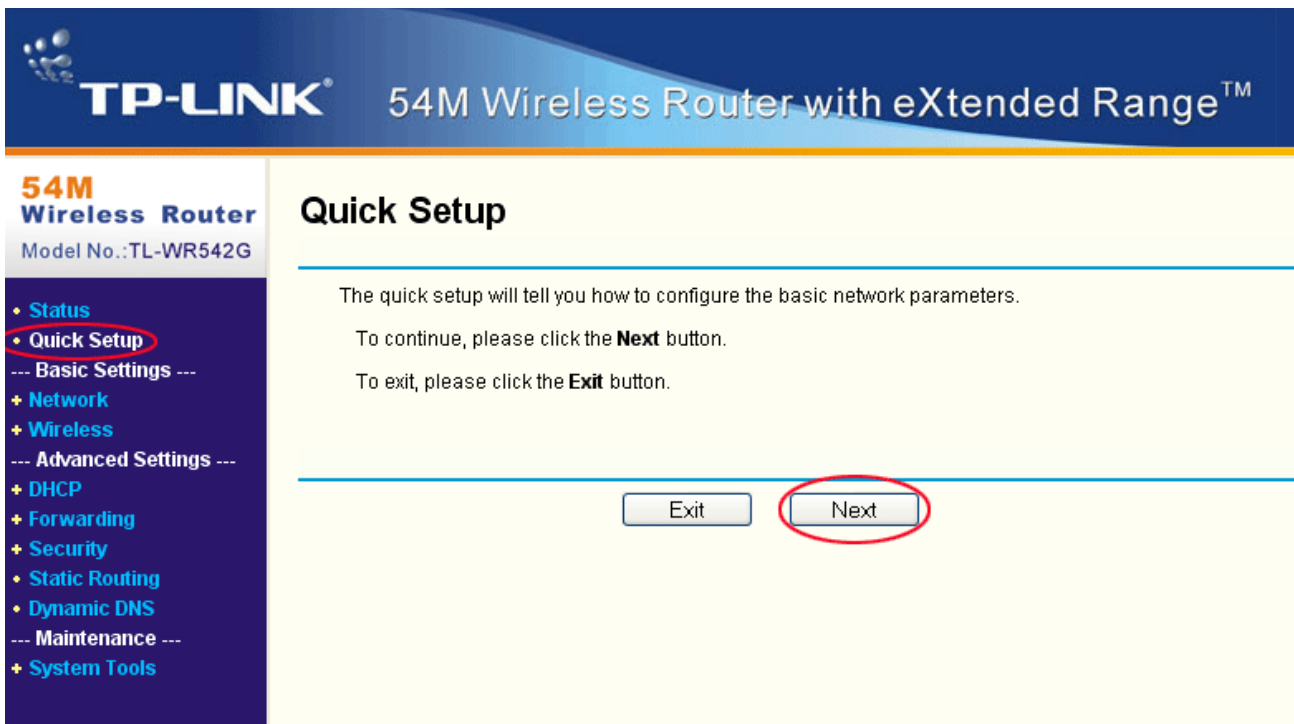 TP-LINK®
54M Wireless Router with eXtended Range™
54M
Wireless Router
Model No.:TL-WR542G
• Status
• Quick Setup
--- Basic Settings ---
+ Network
+ Wireless
--- Advanced Settings ---
+ DHCP
+ Forwarding
+ Security
• Static Routing
• Dynamic DNS
--- Maintenance ---
+ System Tools
Quick Setup
The quick setup will tell you how to configure the basic network parameters.
To continue, please click the Next button.
To exit, please click the Exit button.
Exit
Next